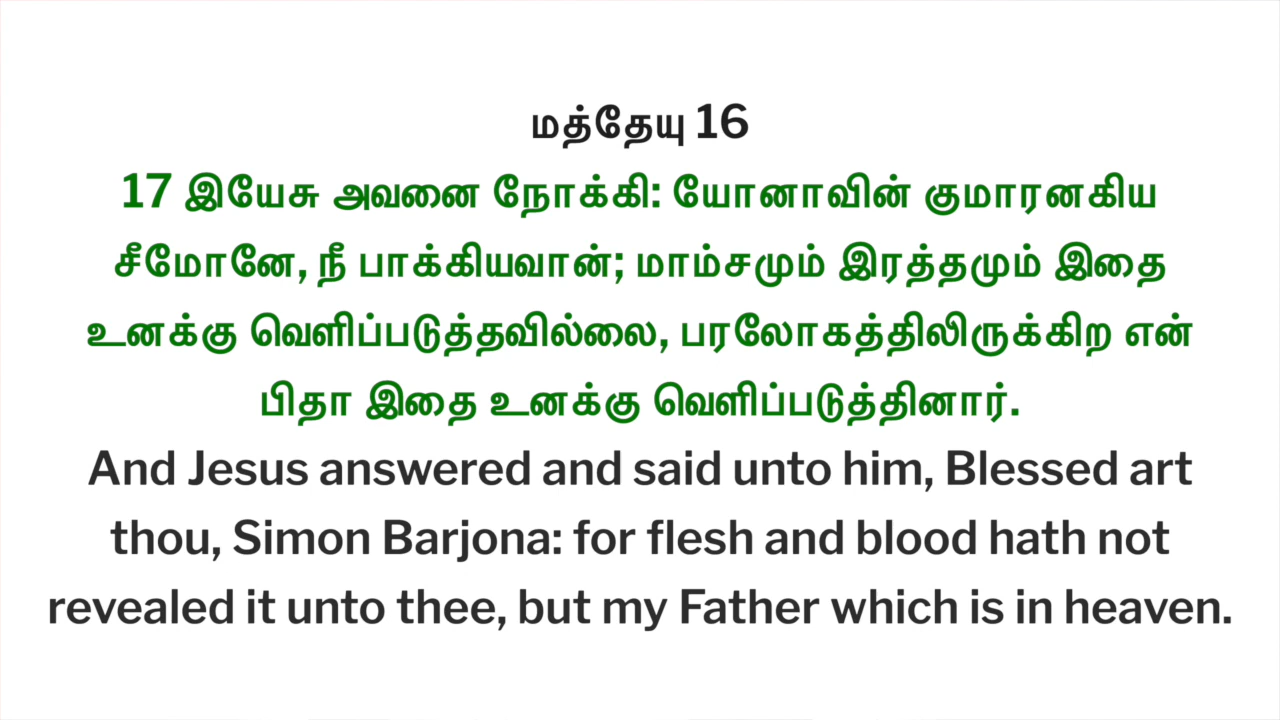 மத்தேயு 16
17 இயேசு அவனை நோக்கி: யோனாவின் குமாரனகிய
சீமோனே, நீ பாக்கியவான்; மாம்சமும் இரத்தமும் இதை
உனக்கு வெளிப்படுத்தவில்லை, பரலோகத்திலிருக்கிற என்
பிதா இதை உனக்கு வெளிப்படுத்தினார்.
And Jesus answered and said unto him, Blessed art
thou, Simon Barjona: for flesh and blood hath not
revealed it unto thee, but my Father which is in heaven.